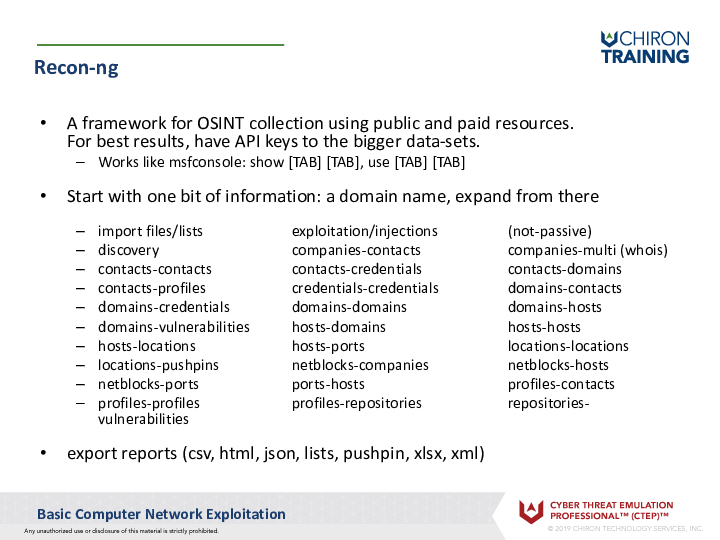 CHIRON
TRAINING
Recon-ng
• A framework for OSINT collection using public and paid resources.
For best results, have API keys to the bigger data-sets.
– Works like msfconsole: show [TAB] [TAB], use [TAB] [TAB]
• Start with one bit of information: a domain name, expand from there
– import files/lists exploitation/injections (not-passive)
– discovery companies-contacts companies-multi (whois)
– contacts-contacts contacts-credentials contacts-domains
– contacts-profiles credentials-credentials domains-contacts
– domains-credentials domains-domains domains-hosts
– domains-vulnerabilities hosts-domains hosts-hosts
– hosts-locations hosts-ports locations-locations
– locations-pushpins netblocks-companies netblocks-hosts
– netblocks-ports ports-hosts profiles-contacts
– profiles-profiles profiles-repositories repositories-
vulnerabilities
• export reports (csv, html, json, lists, pushpin, xlsx, xml)
Basic Computer Network Exploitation
CYBER THREAT EMULATION
PROFESSIONAL™ (CTEP)™
Any unauthorized use or disclosure of this material is strictly prohibited.
© 2019 CHIRON TECHNOLOGY SERVICES, INC.